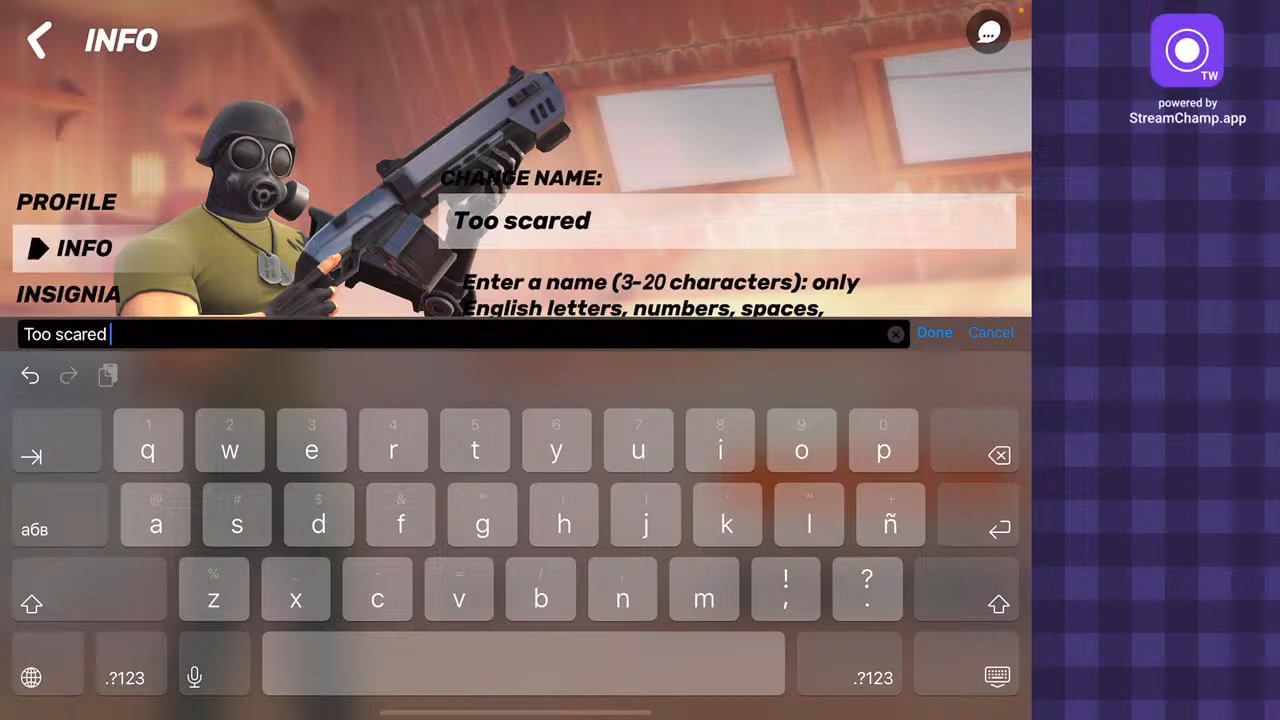 INFO
TW
powered by
StreamChamp.app
CHANGE NAME:
PROFILE
Too scared
INFO
Enter a name (3-20 characters): only
INSIGNIA
English letters, numbers, spaces,
Too scared
Done
Cancel
1 2 3 4 5 6 7 8 9 0
q w e r t y u i o p
@ # $ & * ( ) ' " +
абв a s d f g h j k l ñ
% _ - = / ! ?
z x c v b n m , .
.?123 .?123